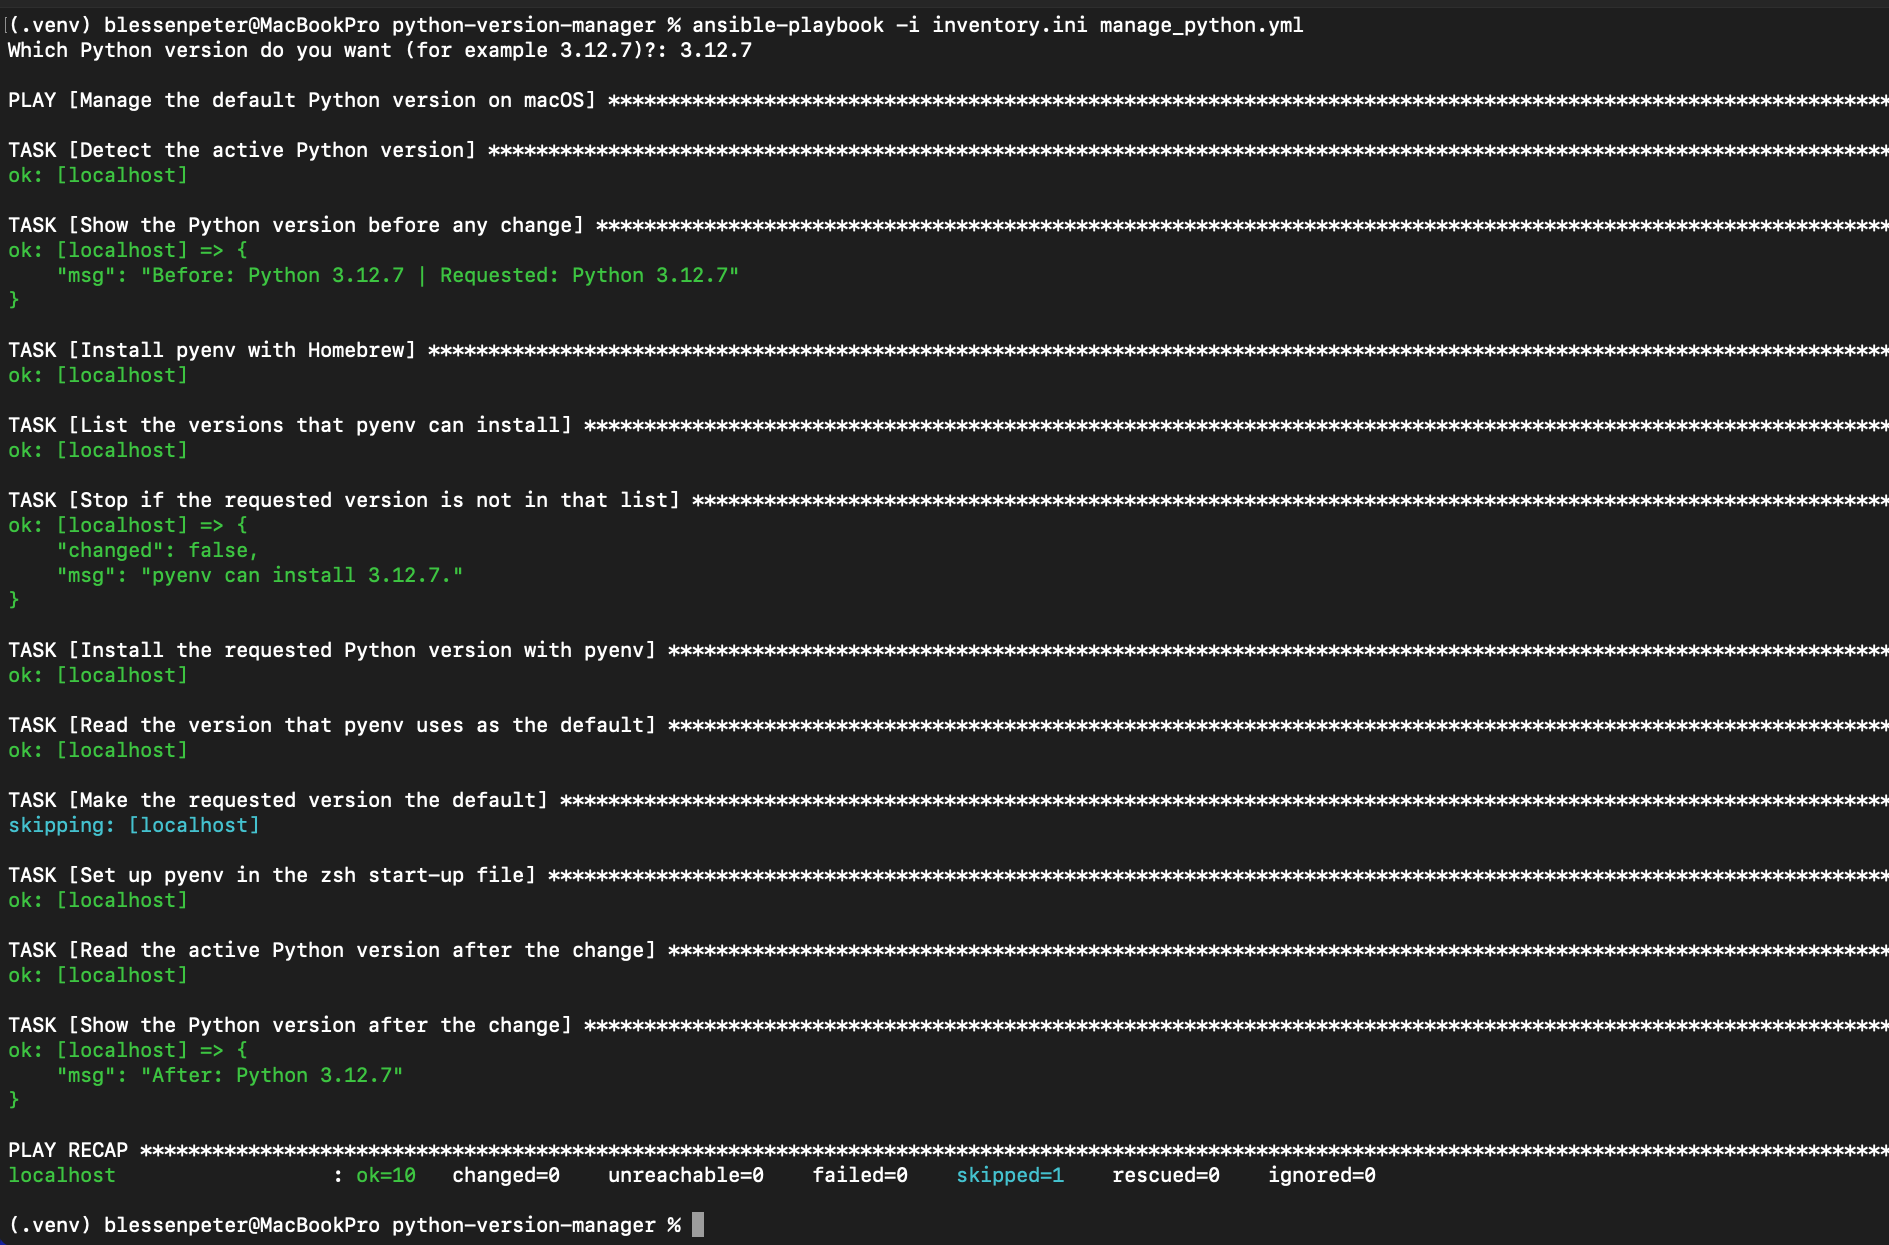 (.venv) blessenpeter@MacBookPro python-version-manager % ansible-playbook -i inventory.ini manage_python.yml
Which Python version do you want (for example 3.12.7)?: 3.12.7
PLAY [Manage the default Python version on macOS] ***********************************************************************************************************
TASK [Detect the active Python version] *********************************************************************************************************************
ok: [localhost]
TASK [Show the Python version before any change] ************************************************************************************************************
ok: [localhost] => {
    "msg": "Before: Python 3.12.7 | Requested: Python 3.12.7"
}
TASK [Install pyenv with Homebrew] **************************************************************************************************************************
ok: [localhost]
TASK [List the versions that pyenv can install] *************************************************************************************************************
ok: [localhost]
TASK [Stop if the requested version is not in that list] ****************************************************************************************************
ok: [localhost] => {
    "changed": false,
    "msg": "pyenv can install 3.12.7."
}
TASK [Install the requested Python version with pyenv] ******************************************************************************************************
ok: [localhost]
TASK [Read the version that pyenv uses as the default] ******************************************************************************************************
ok: [localhost]
TASK [Make the requested version the default] ***************************************************************************************************************
skipping: [localhost]
TASK [Set up pyenv in the zsh start-up file] ****************************************************************************************************************
ok: [localhost]
TASK [Read the active Python version after the change] ******************************************************************************************************
ok: [localhost]
TASK [Show the Python version after the change] *************************************************************************************************************
ok: [localhost] => {
    "msg": "After: Python 3.12.7"
}
PLAY RECAP **************************************************************************************************************************************************
localhost                  : ok=10   changed=0    unreachable=0    failed=0    skipped=1    rescued=0    ignored=0
(.venv) blessenpeter@MacBookPro python-version-manager %